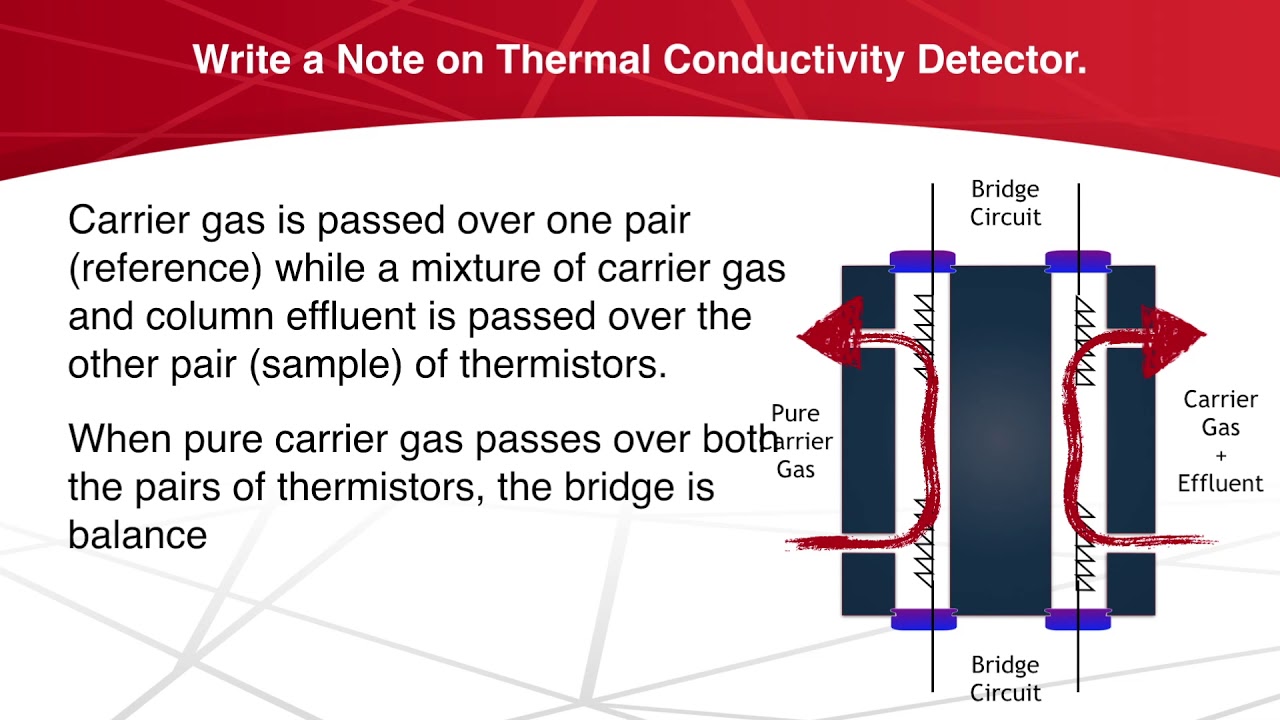 Write a Note on Thermal Conductivity Detector.
Carrier gas is passed over one pair
(reference) while a mixture of carrier gas
and column effluent is passed over the
other pair (sample) of thermistors.
When pure carrier gas passes over both
the pairs of thermistors, the bridge is
balance
Bridge
Circuit
Pure
Carrier
Gas
Carrier
Gas
+
Effluent
Bridge
Circuit